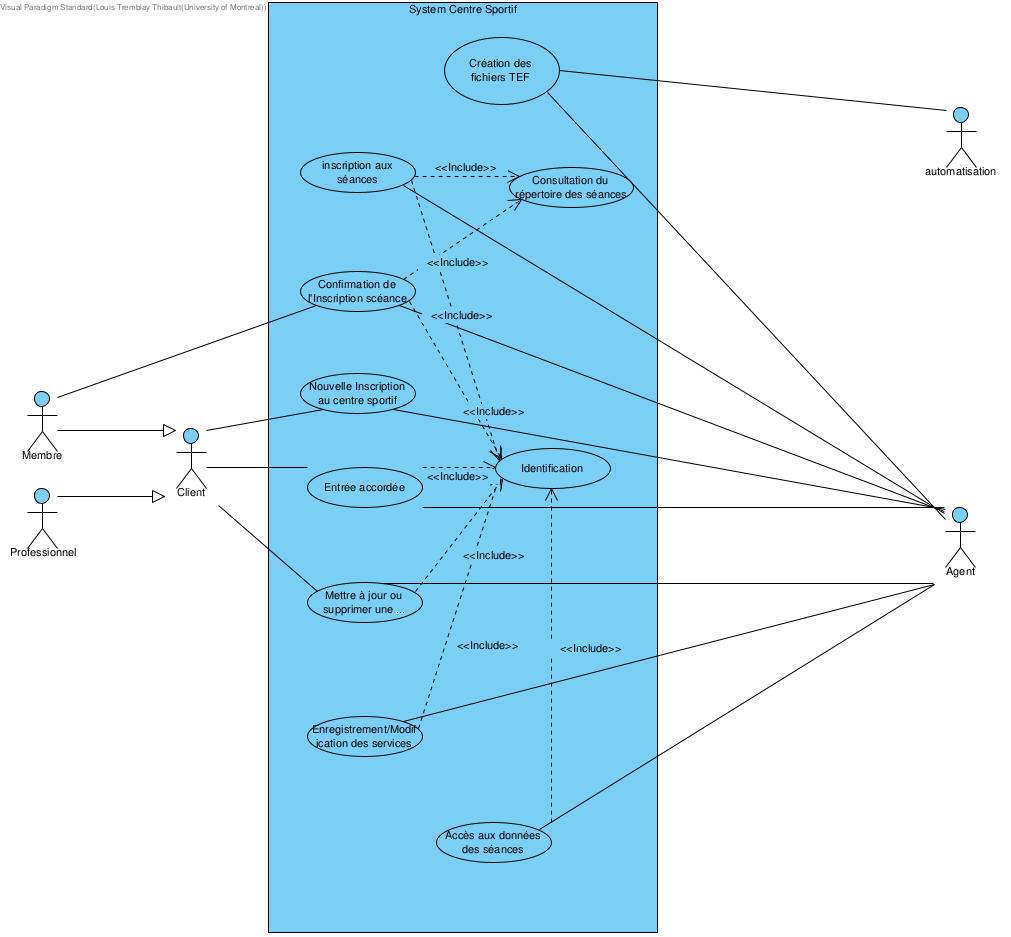 Visual Paradigm Standard(Louis Tremblay Thibault(University of Montreal))
System Centre Sportif
Création des
fichiers TEF
automatisation
inscription aux
séances
<<Include>>
Consultation du
répertoire des séances
<<Include>>
Confirmation de
l'Inscription scéance
<<Include>>
Nouvelle Inscription
au centre sportif
<<Include>>
Membre
Client
Identification
Entrée accordée
<<Include>>
Professionnel
Agent
<<Include>>
Mettre à jour ou
supprimer une ...
<<Include>>
<<Include>>
Enregistrement/Modif
ication des services
Accès aux données
des séances